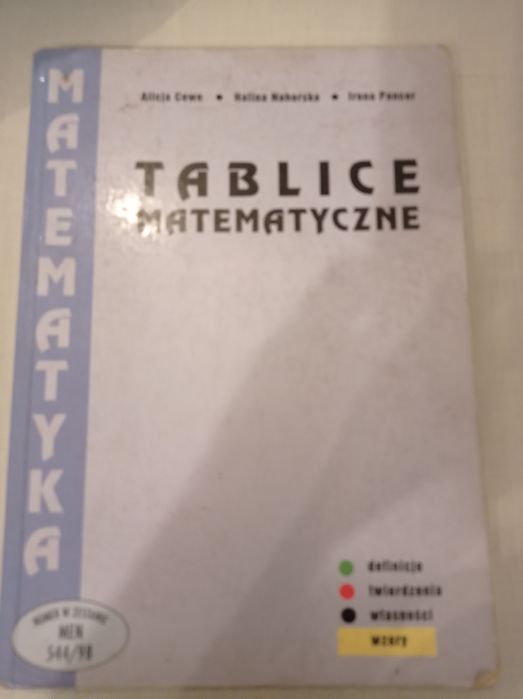 Alicja Cewe • Halina Nahorska • Irena Pancer
TABLICE
MATEMATYCZNE
MATEMATYKA
definicje
twierdzenia
własności
wzory
NUMER W ZESTAWIE
MEN
544/98